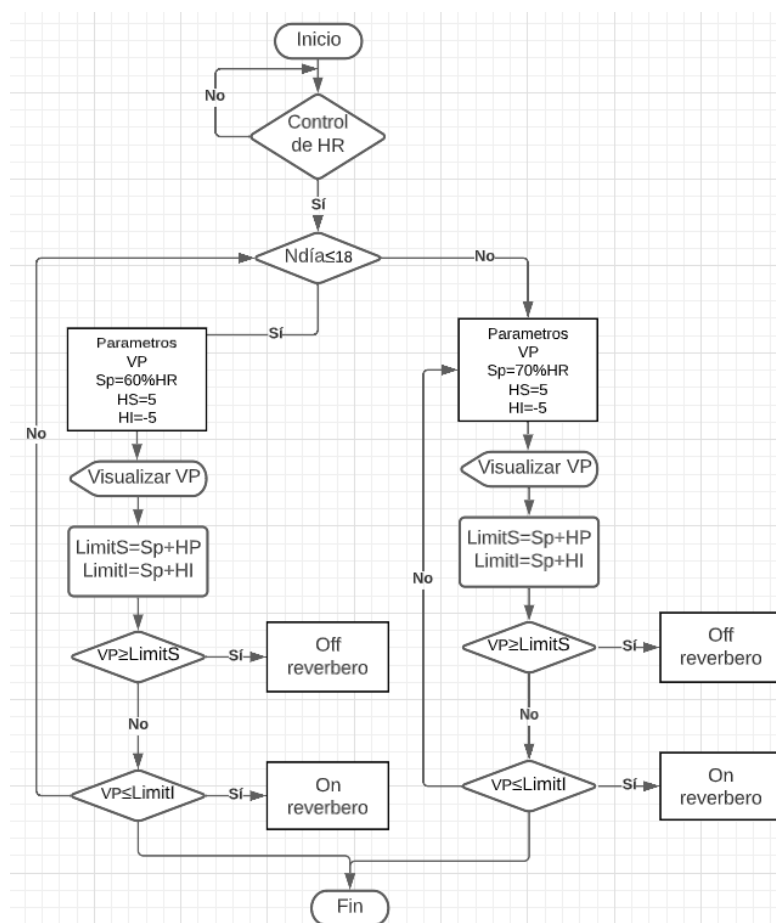 Inicio
No
Control
de HR
Sí
Ndía≤18
No
Sí
Parametros
VP
Sp=60%HR
HS=5
HI=-5
Parametros
VP
Sp=70%HR
HS=5
HI=-5
No
Visualizar VP
Visualizar VP
LimitS=Sp+HP
LimitI=Sp+HI
LimitS=Sp+HP
LimitI=Sp+HI
No
VP≥LimitS
Sí
Off
reverbero
VP≥LimitS
Sí
Off
reverbero
No
No
VP≤LimitI
Sí
On
reverbero
VP≤LimitI
Sí
On
reverbero
Fin